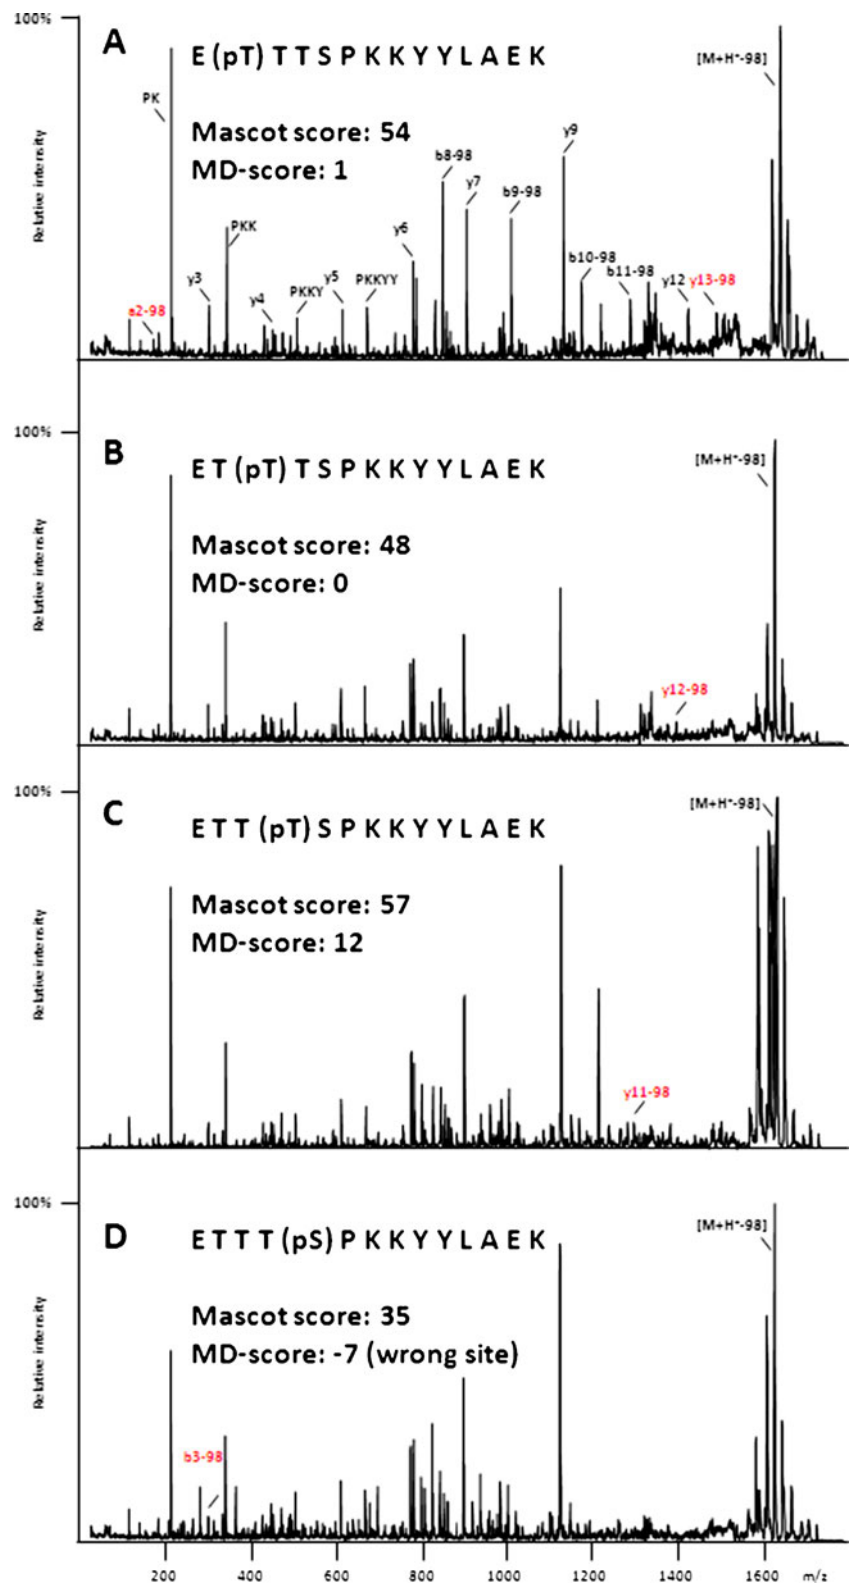 100%
A
E (pT) T T S P K K Y Y L A E K
[M+H⁺-98]
PK
Mascot score: 54
MD-score: 1
y9
b8-98
y7
b9-98
y6
PKK
y3
a2-98
y4
PKKY
y5
PKKYY
b10-98
b11-98
y12
y13-98
Relative intensity
100%
B
E T (pT) T S P K K Y Y L A E K
[M+H⁺-98]
Mascot score: 48
MD-score: 0
y12-98
Relative intensity
100%
C
E T T (pT) S P K K Y Y L A E K
[M+H⁺-98]
Mascot score: 57
MD-score: 12
y11-98
Relative intensity
100%
D
E T T T (pS) P K K Y Y L A E K
[M+H⁺-98]
Mascot score: 35
MD-score: -7 (wrong site)
b3-98
Relative intensity
200 400 600 800 1000 1200 1400 1600 m/z